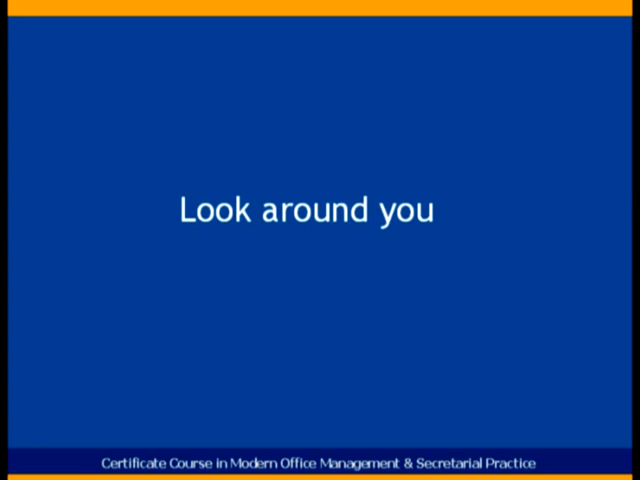 Look around you
Certificate Course in Modern Office Management & Secretarial Practice